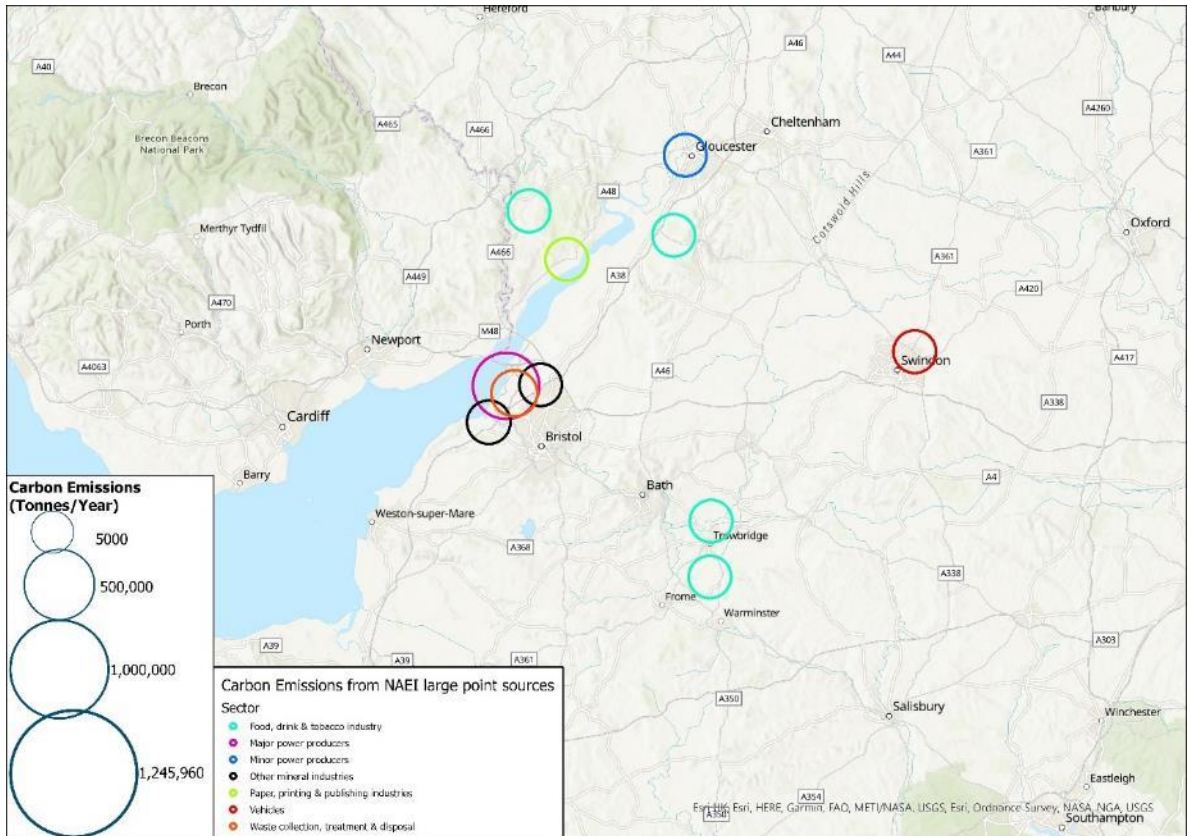 Hereford
Banbury
A46
A44
A40
Brecon
A4260
A465
A466
Cheltenham
Brecon Beacons
National Park
Gloucester
A361
A48
Cotswold Hills
Oxford
Merthyr Tydfil
A466
A449
A38
A361
A470
A420
Porth
M48
Newport
Swindon
A4063
A46
A417
A338
Cardiff
Bristol
Barry
Bath
A4
Weston-super-Mare
Trowbridge
A368
A338
Frome
Warminster
A39
A39
A361
A303
A350
Salisbury
Winchester
Eastleigh
A354
A350
Southampton
Carbon Emissions
(Tonnes/Year)
5000
500,000
1,000,000
1,245,960
Carbon Emissions from NAEI large point sources
Sector
Food, drink & tobacco industry
Major power producers
Minor power producers
Other mineral industries
Paper, printing & publishing industries
Vehicles
Waste collection, treatment & disposal
Esri UK, Esri, HERE, Garmin, FAO, METI/NASA, USGS, Esri, Ordnance Survey, NASA, NGA, USGS